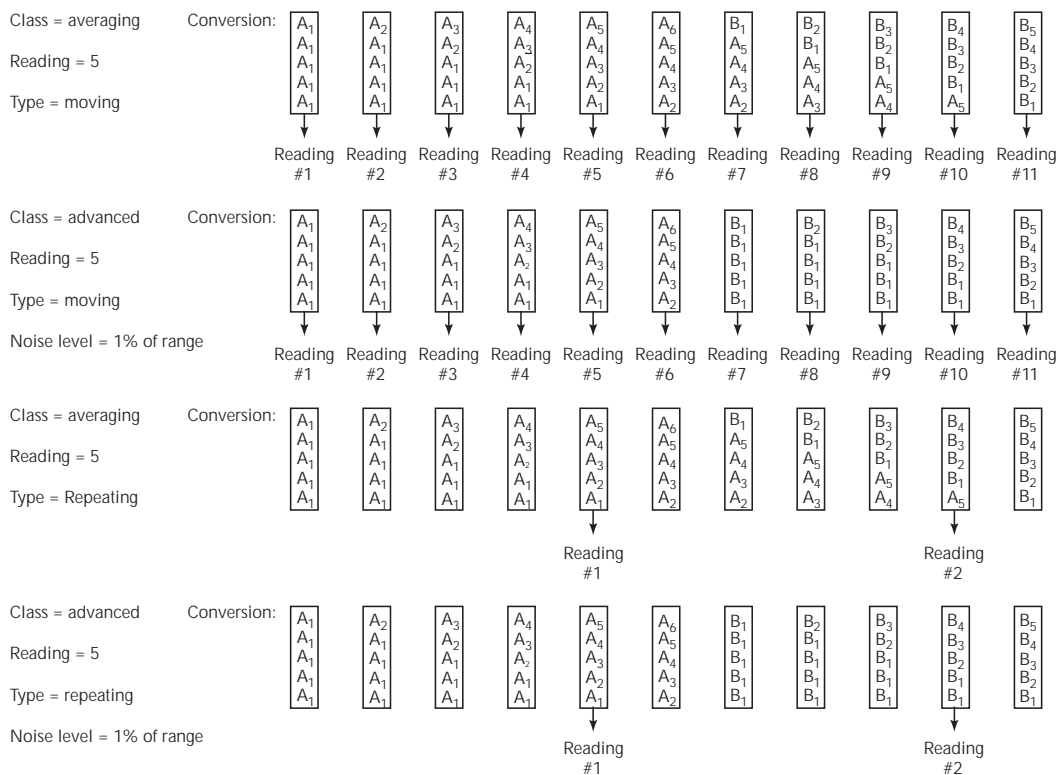 Class = averaging Conversion: A₁ A₂ A₃ A₄ A₅ A₆ B₁ B₂ B₃ B₄ B₅
A₁ A₁ A₂ A₃ A₄ A₅ A₅ B₁ B₂ B₃ B₄
Reading = 5 A₁ A₁ A₁ A₂ A₃ A₄ A₄ A₅ B₁ B₂ B₃
A₁ A₁ A₁ A₁ A₂ A₃ A₃ A₄ A₅ B₁ B₂
Type = moving A₁ A₁ A₁ A₁ A₁ A₂ A₂ A₃ A₄ A₅ B₁
Reading Reading Reading Reading Reading Reading Reading Reading Reading Reading Reading
#1 #2 #3 #4 #5 #6 #7 #8 #9 #10 #11
Class = advanced Conversion: A₁ A₂ A₃ A₄ A₅ A₆ B₁ B₂ B₃ B₄ B₅
A₁ A₁ A₂ A₃ A₄ A₅ B₁ B₁ B₂ B₃ B₄
Reading = 5 A₁ A₁ A₁ A₂ A₃ A₄ B₁ B₁ B₁ B₂ B₃
A₁ A₁ A₁ A₁ A₂ A₃ B₁ B₁ B₁ B₁ B₂
Type = moving A₁ A₁ A₁ A₁ A₁ A₂ B₁ B₁ B₁ B₁ B₁
Noise level = 1% of range
Reading Reading Reading Reading Reading Reading Reading Reading Reading Reading Reading
#1 #2 #3 #4 #5 #6 #7 #8 #9 #10 #11
Class = averaging Conversion: A₁ A₂ A₃ A₄ A₅ A₆ B₁ B₂ B₃ B₄ B₅
A₁ A₁ A₂ A₃ A₄ A₅ A₅ B₁ B₂ B₃ B₄
Reading = 5 A₁ A₁ A₁ A₂ A₃ A₄ A₄ A₅ B₁ B₂ B₃
A₁ A₁ A₁ A₁ A₂ A₃ A₃ A₄ A₅ B₁ B₂
Type = Repeating A₁ A₁ A₁ A₁ A₁ A₂ A₂ A₃ A₄ A₅ B₁
Reading Reading
#1 #2
Class = advanced Conversion: A₁ A₂ A₃ A₄ A₅ A₆ B₁ B₂ B₃ B₄ B₅
A₁ A₁ A₂ A₃ A₄ A₅ B₁ B₁ B₂ B₃ B₄
Reading = 5 A₁ A₁ A₁ A₂ A₃ A₄ B₁ B₁ B₁ B₂ B₃
A₁ A₁ A₁ A₁ A₂ A₃ B₁ B₁ B₁ B₁ B₂
Type = repeating A₁ A₁ A₁ A₁ A₁ A₂ B₁ B₁ B₁ B₁ B₁
Noise level = 1% of range
Reading Reading
#1 #2